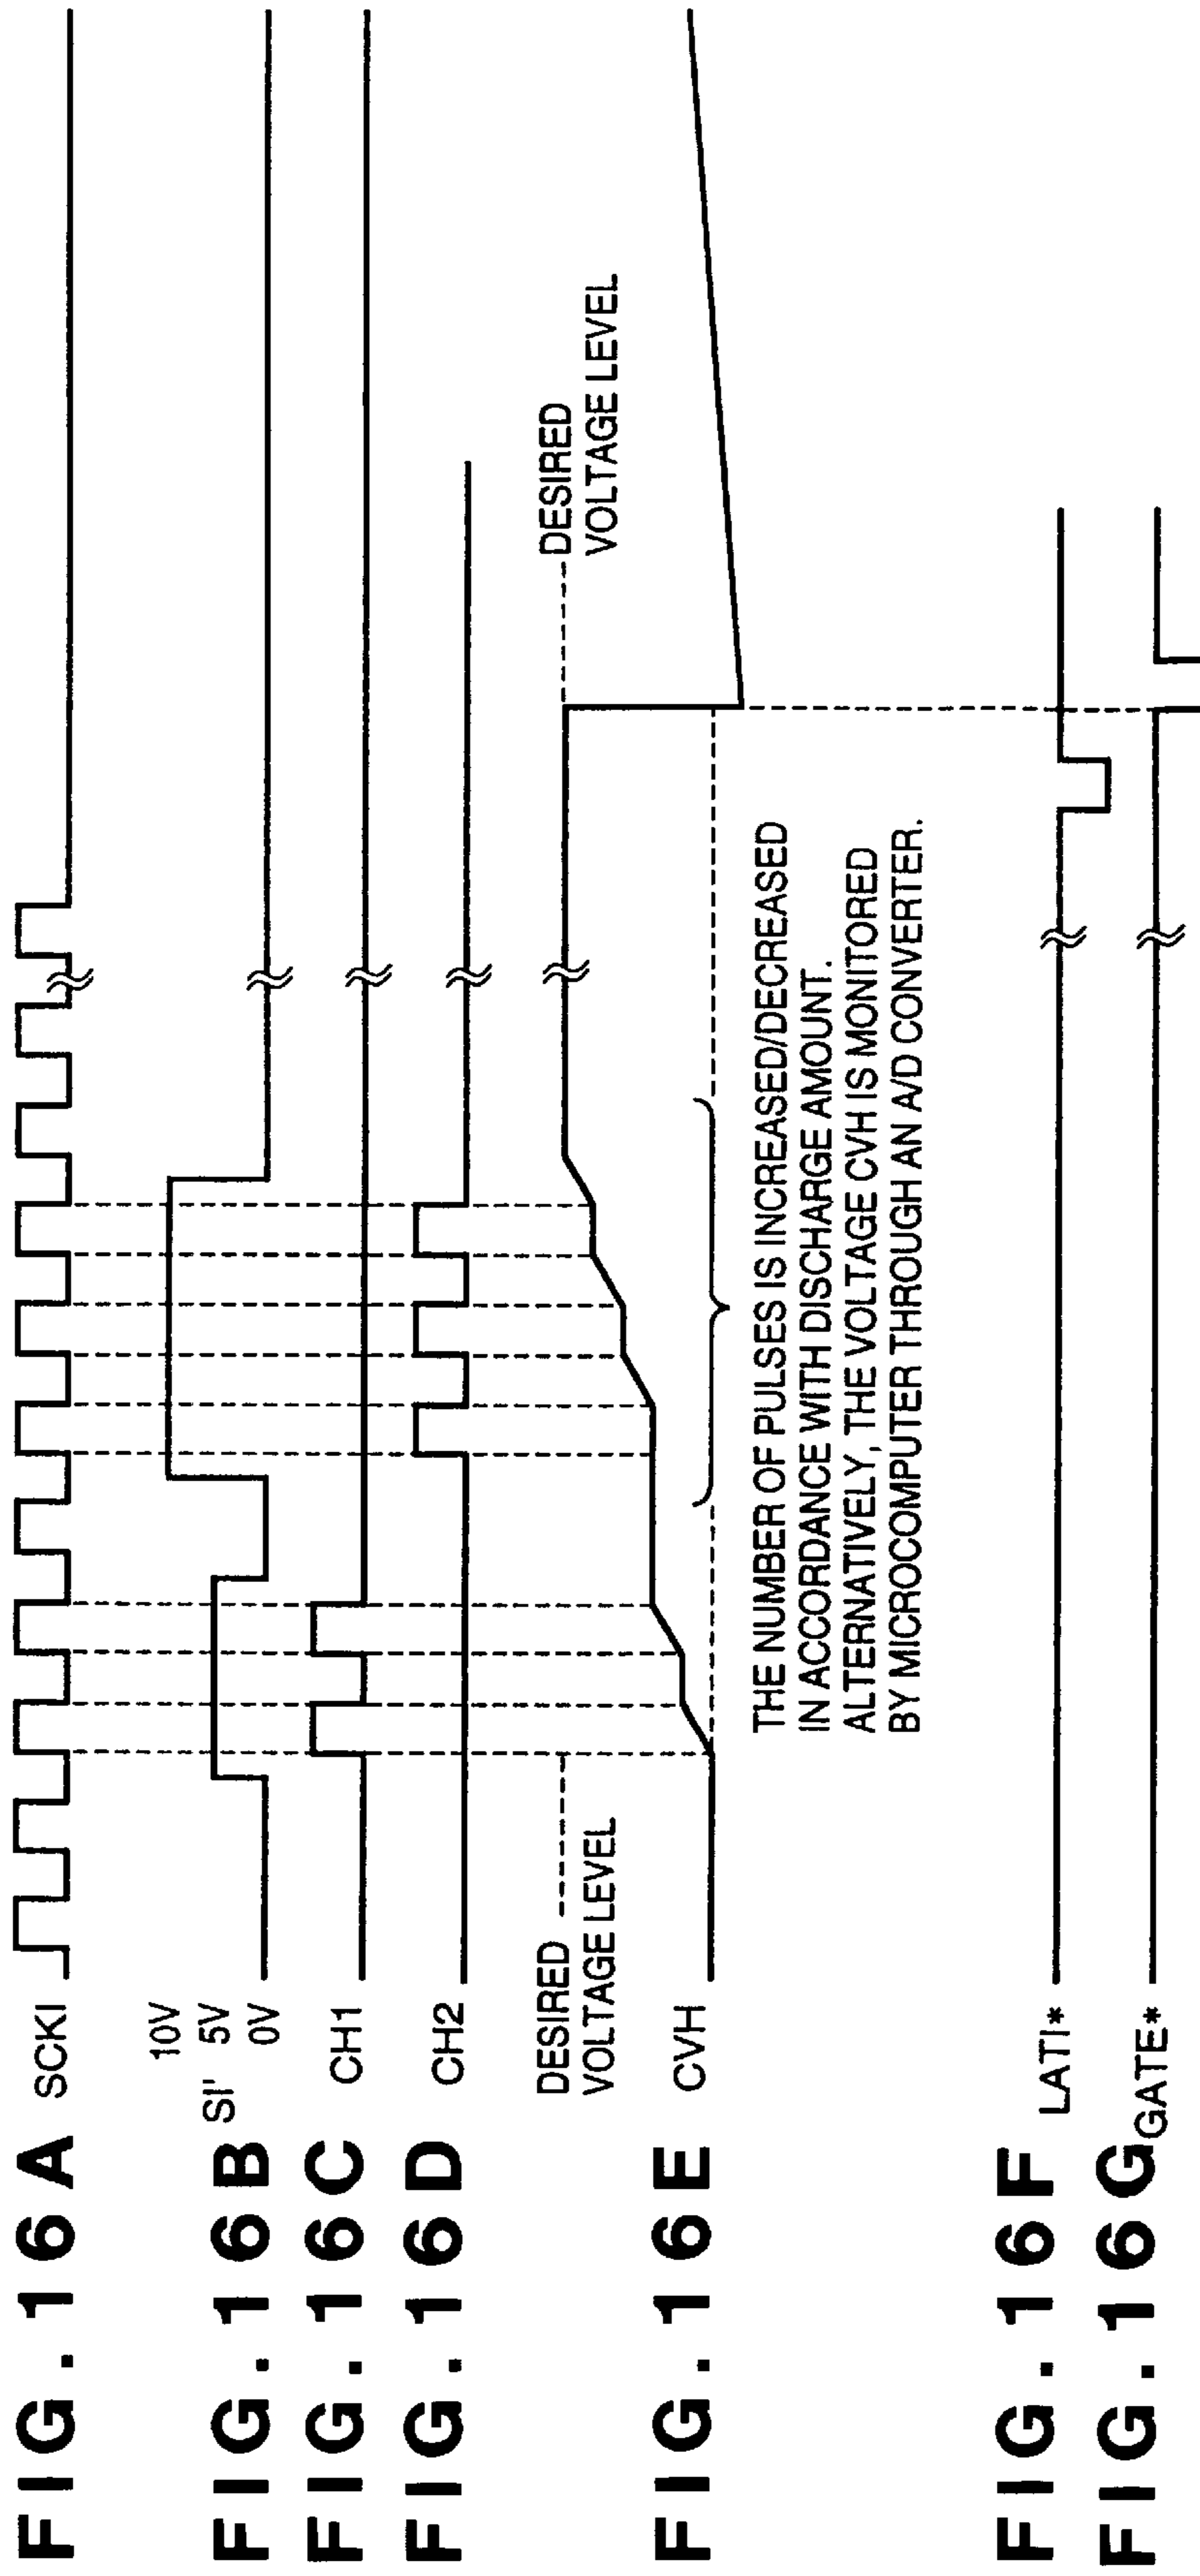 FIG. 16A SCKI
10V
5V
0V
FIG. 16B SI'
FIG. 16C CH1
FIG. 16D CH2
DESIRED
VOLTAGE LEVEL
DESIRED
VOLTAGE LEVEL
FIG. 16E CVH
THE NUMBER OF PULSES IS INCREASED/DECREASED
IN ACCORDANCE WITH DISCHARGE AMOUNT.
ALTERNATIVELY, THE VOLTAGE CVH IS MONITORED
BY MICROCOMPUTER THROUGH AN A/D CONVERTER.
FIG. 16F LATI*
FIG. 16G GATE*